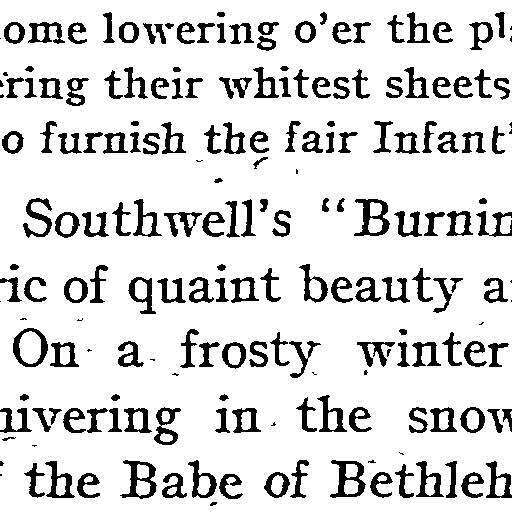 ome lowering o'er the pl
ering their whitest sheets
o furnish the fair Infant'
Southwell's "Burnin
ric of quaint beauty a
On a frosty winter
hivering in the snow
the Babe of Bethleh